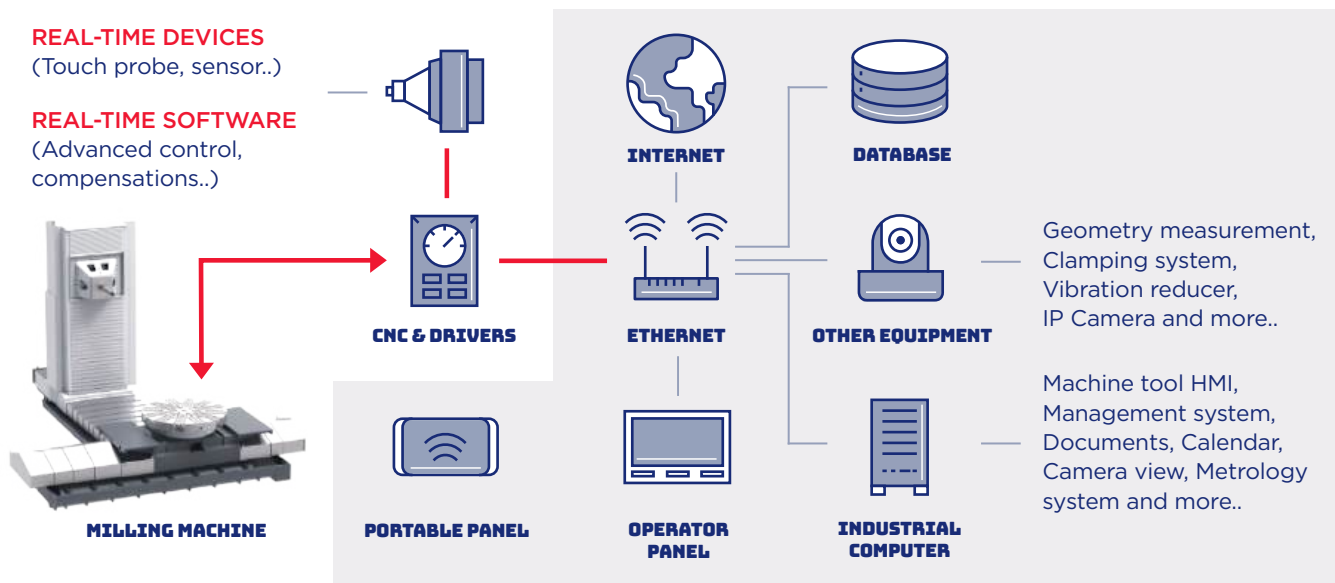 REAL-TIME DEVICES
(Touch probe, sensor..)
REAL-TIME SOFTWARE
(Advanced control,
compensations..)
INTERNET
DATABASE
CNC & DRIVERS
ETHERNET
OTHER EQUIPMENT
Geometry measurement,
Clamping system,
Vibration reducer,
IP Camera and more..
MILLING MACHINE
PORTABLE PANEL
OPERATOR
PANEL
INDUSTRIAL
COMPUTER
Machine tool HMI,
Management system,
Documents, Calendar,
Camera view, Metrology
system and more..